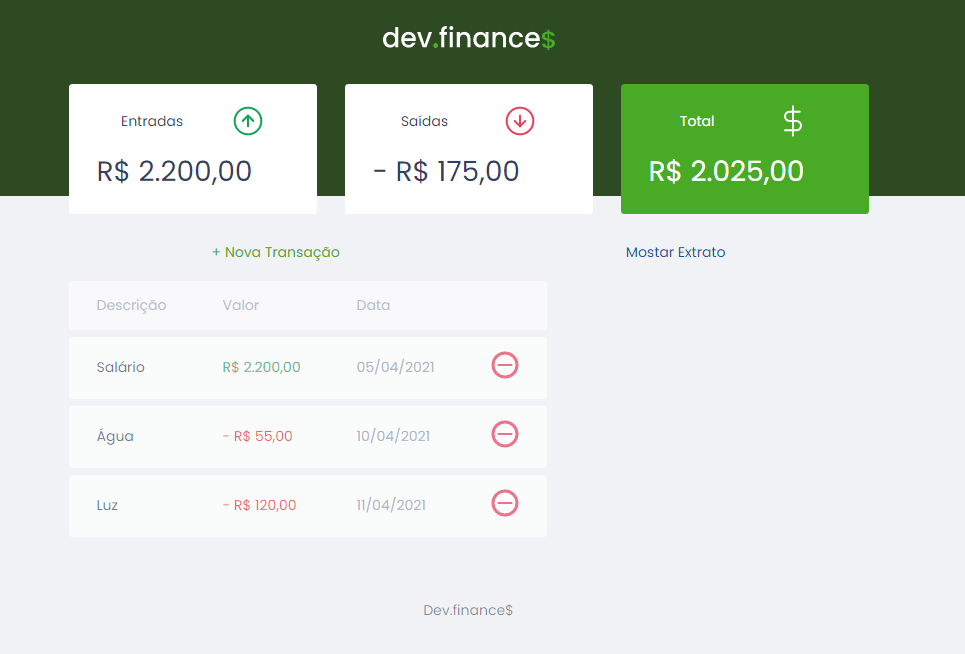 dev.finance$
Entradas
R$ 2.200,00
Saídas
- R$ 175,00
Total
$
R$ 2.025,00
+ Nova Transação
Mostar Extrato
Descrição Valor Data
Salário R$ 2.200,00 05/04/2021
Água - R$ 55,00 10/04/2021
Luz - R$ 120,00 11/04/2021
Dev.finance$